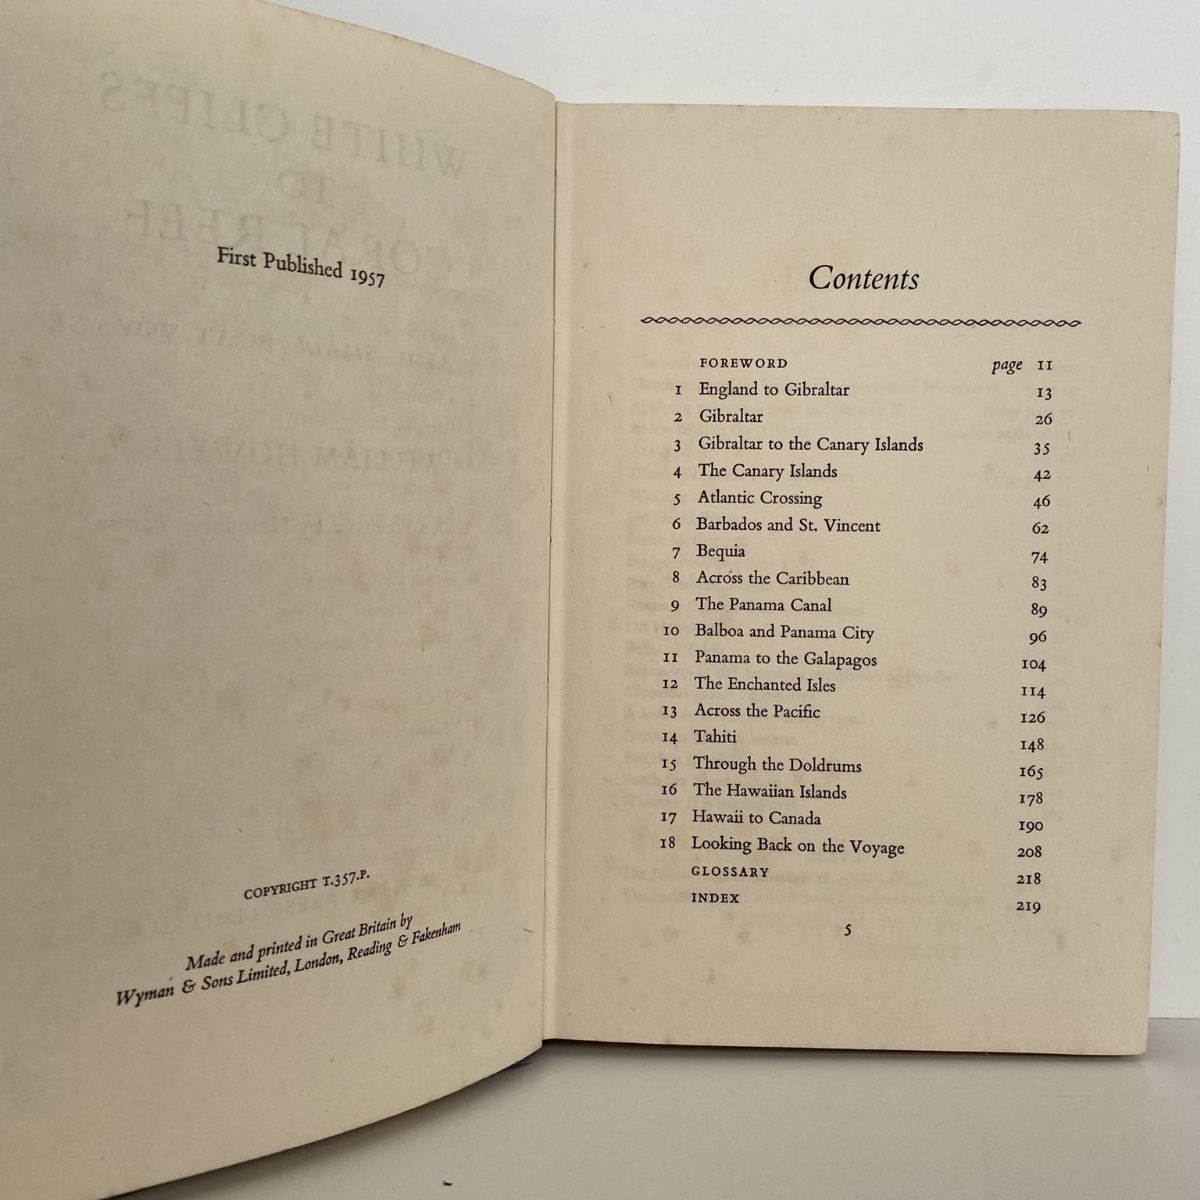 First Published 1957
COPYRIGHT T.357.P.
Made and printed in Great Britain by
Wyman & Sons Limited, London, Reading & Fakenham
Contents
FOREWORD page 11
1 England to Gibraltar 13
2 Gibraltar 26
3 Gibraltar to the Canary Islands 35
4 The Canary Islands 42
5 Atlantic Crossing 46
6 Barbados and St. Vincent 62
7 Bequia 74
8 Across the Caribbean 83
9 The Panama Canal 89
10 Balboa and Panama City 96
11 Panama to the Galapagos 104
12 The Enchanted Isles 114
13 Across the Pacific 126
14 Tahiti 148
15 Through the Doldrums 165
16 The Hawaiian Islands 178
17 Hawaii to Canada 190
18 Looking Back on the Voyage 208
GLOSSARY 218
INDEX 219
5